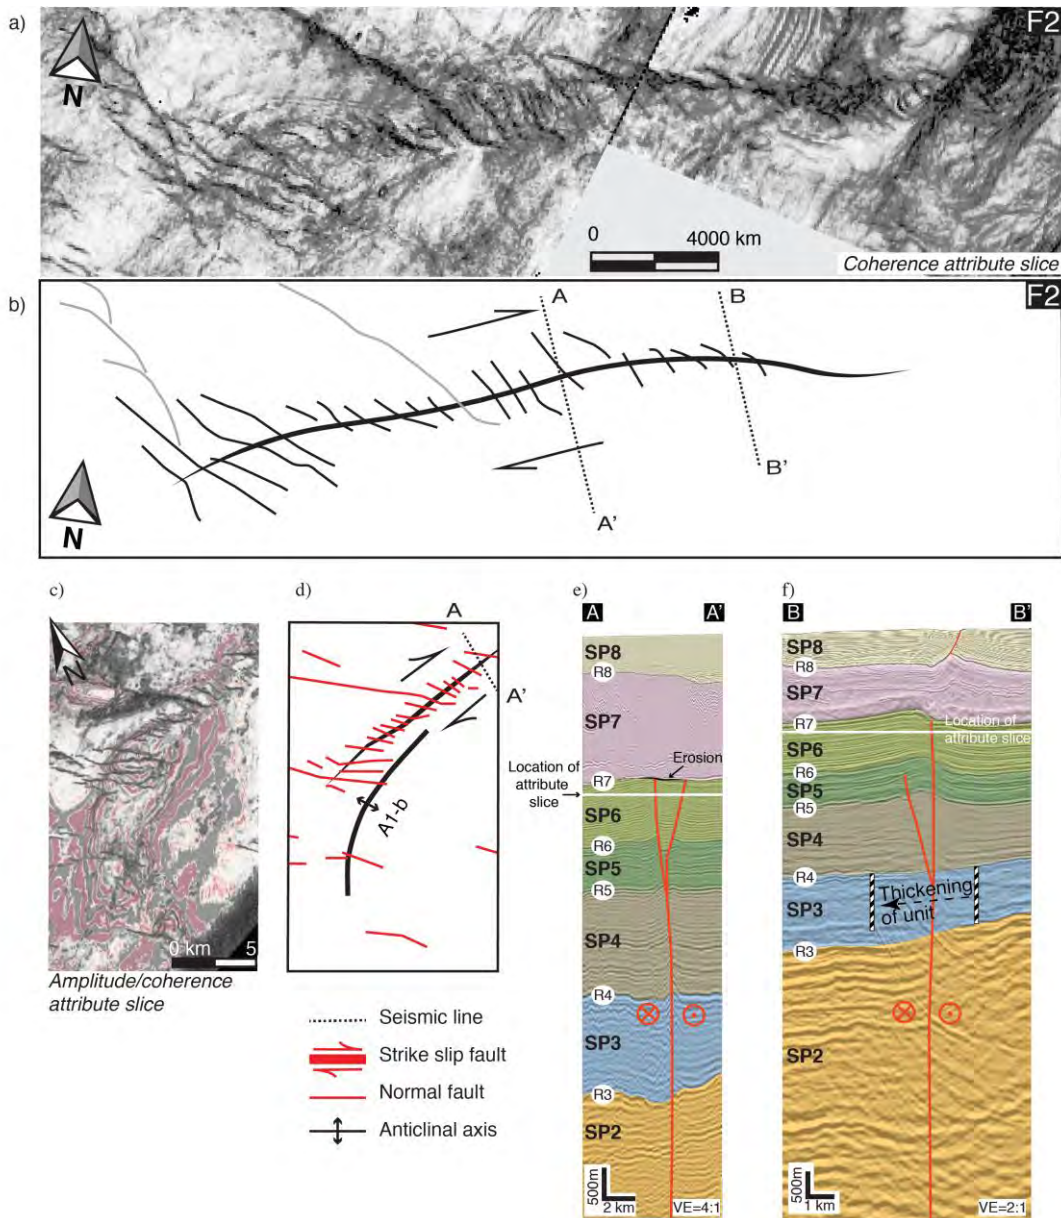 a)
F2
N
0 4000 km
Coherence attribute slice
b)
F2
A
B
B'
A'
N
c)
N
0 km 5
Amplitude/coherence
attribute slice
d)
A
A'
A1-b
Seismic line
Strike slip fault
Normal fault
Anticlinal axis
e)
A A'
SP8
R8
SP7
Erosion
R7
Location of
attribute
slice
SP6
R6
SP5
R5
SP4
R4
SP3
R3
SP2
500m
2 km
VE=4:1
f)
B B'
SP8
R8
SP7
R7
Location of
attribute slice
SP6
R6
SP5
R5
SP4
R4
Thickening
of unit
SP3
R3
SP2
500m
1 km
VE=2:1